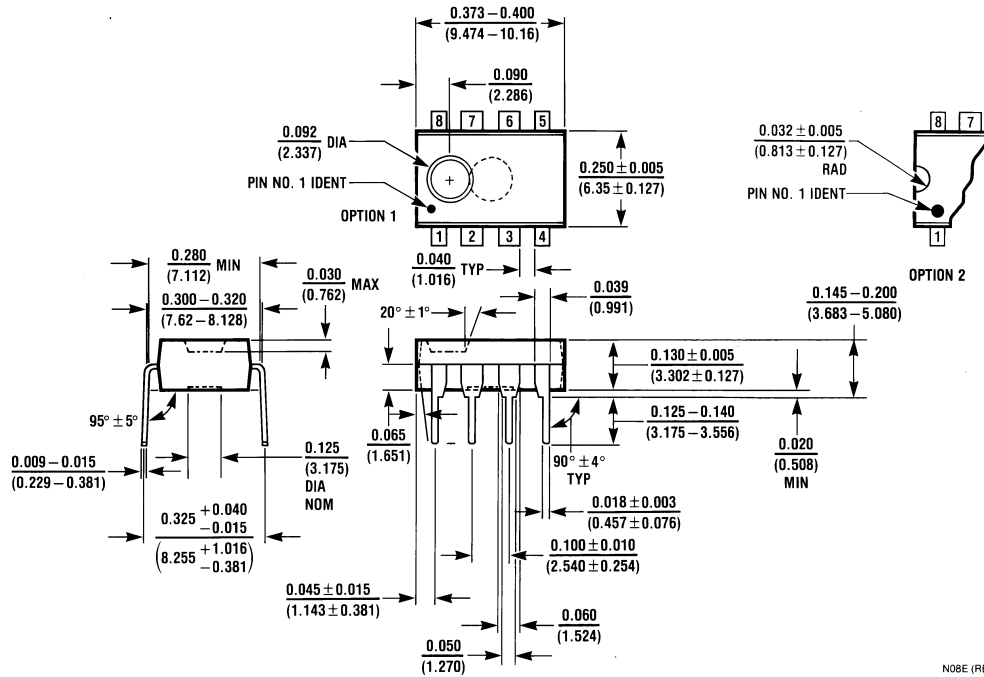 0.373 – 0.400
(9.474 – 10.16)
0.090
(2.286)
8 7 6 5
0.092 DIA
(2.337)
PIN NO. 1 IDENT
OPTION 1
+
1 2 3 4
0.250 ± 0.005
(6.35 ± 0.127)
0.032 ± 0.005
(0.813 ± 0.127)
RAD
PIN NO. 1 IDENT
8 7
1
OPTION 2
0.280 MIN
(7.112)
0.300 – 0.320
(7.62 – 8.128)
0.030 MAX
(0.762)
0.040 TYP
(1.016)
20° ± 1°
0.039
(0.991)
0.145 – 0.200
(3.683 – 5.080)
0.130 ± 0.005
(3.302 ± 0.127)
0.125 – 0.140
(3.175 – 3.556)
0.020
(0.508)
MIN
95° ± 5°
0.009 – 0.015
(0.229 – 0.381)
0.125
(3.175)
DIA
NOM
0.065
(1.651)
90° ± 4°
TYP
0.018 ± 0.003
(0.457 ± 0.076)
0.325 +0.040
–0.015
(8.255 +1.016
–0.381)
0.100 ± 0.010
(2.540 ± 0.254)
0.045 ± 0.015
(1.143 ± 0.381)
0.060
(1.524)
0.050
(1.270)
N08E